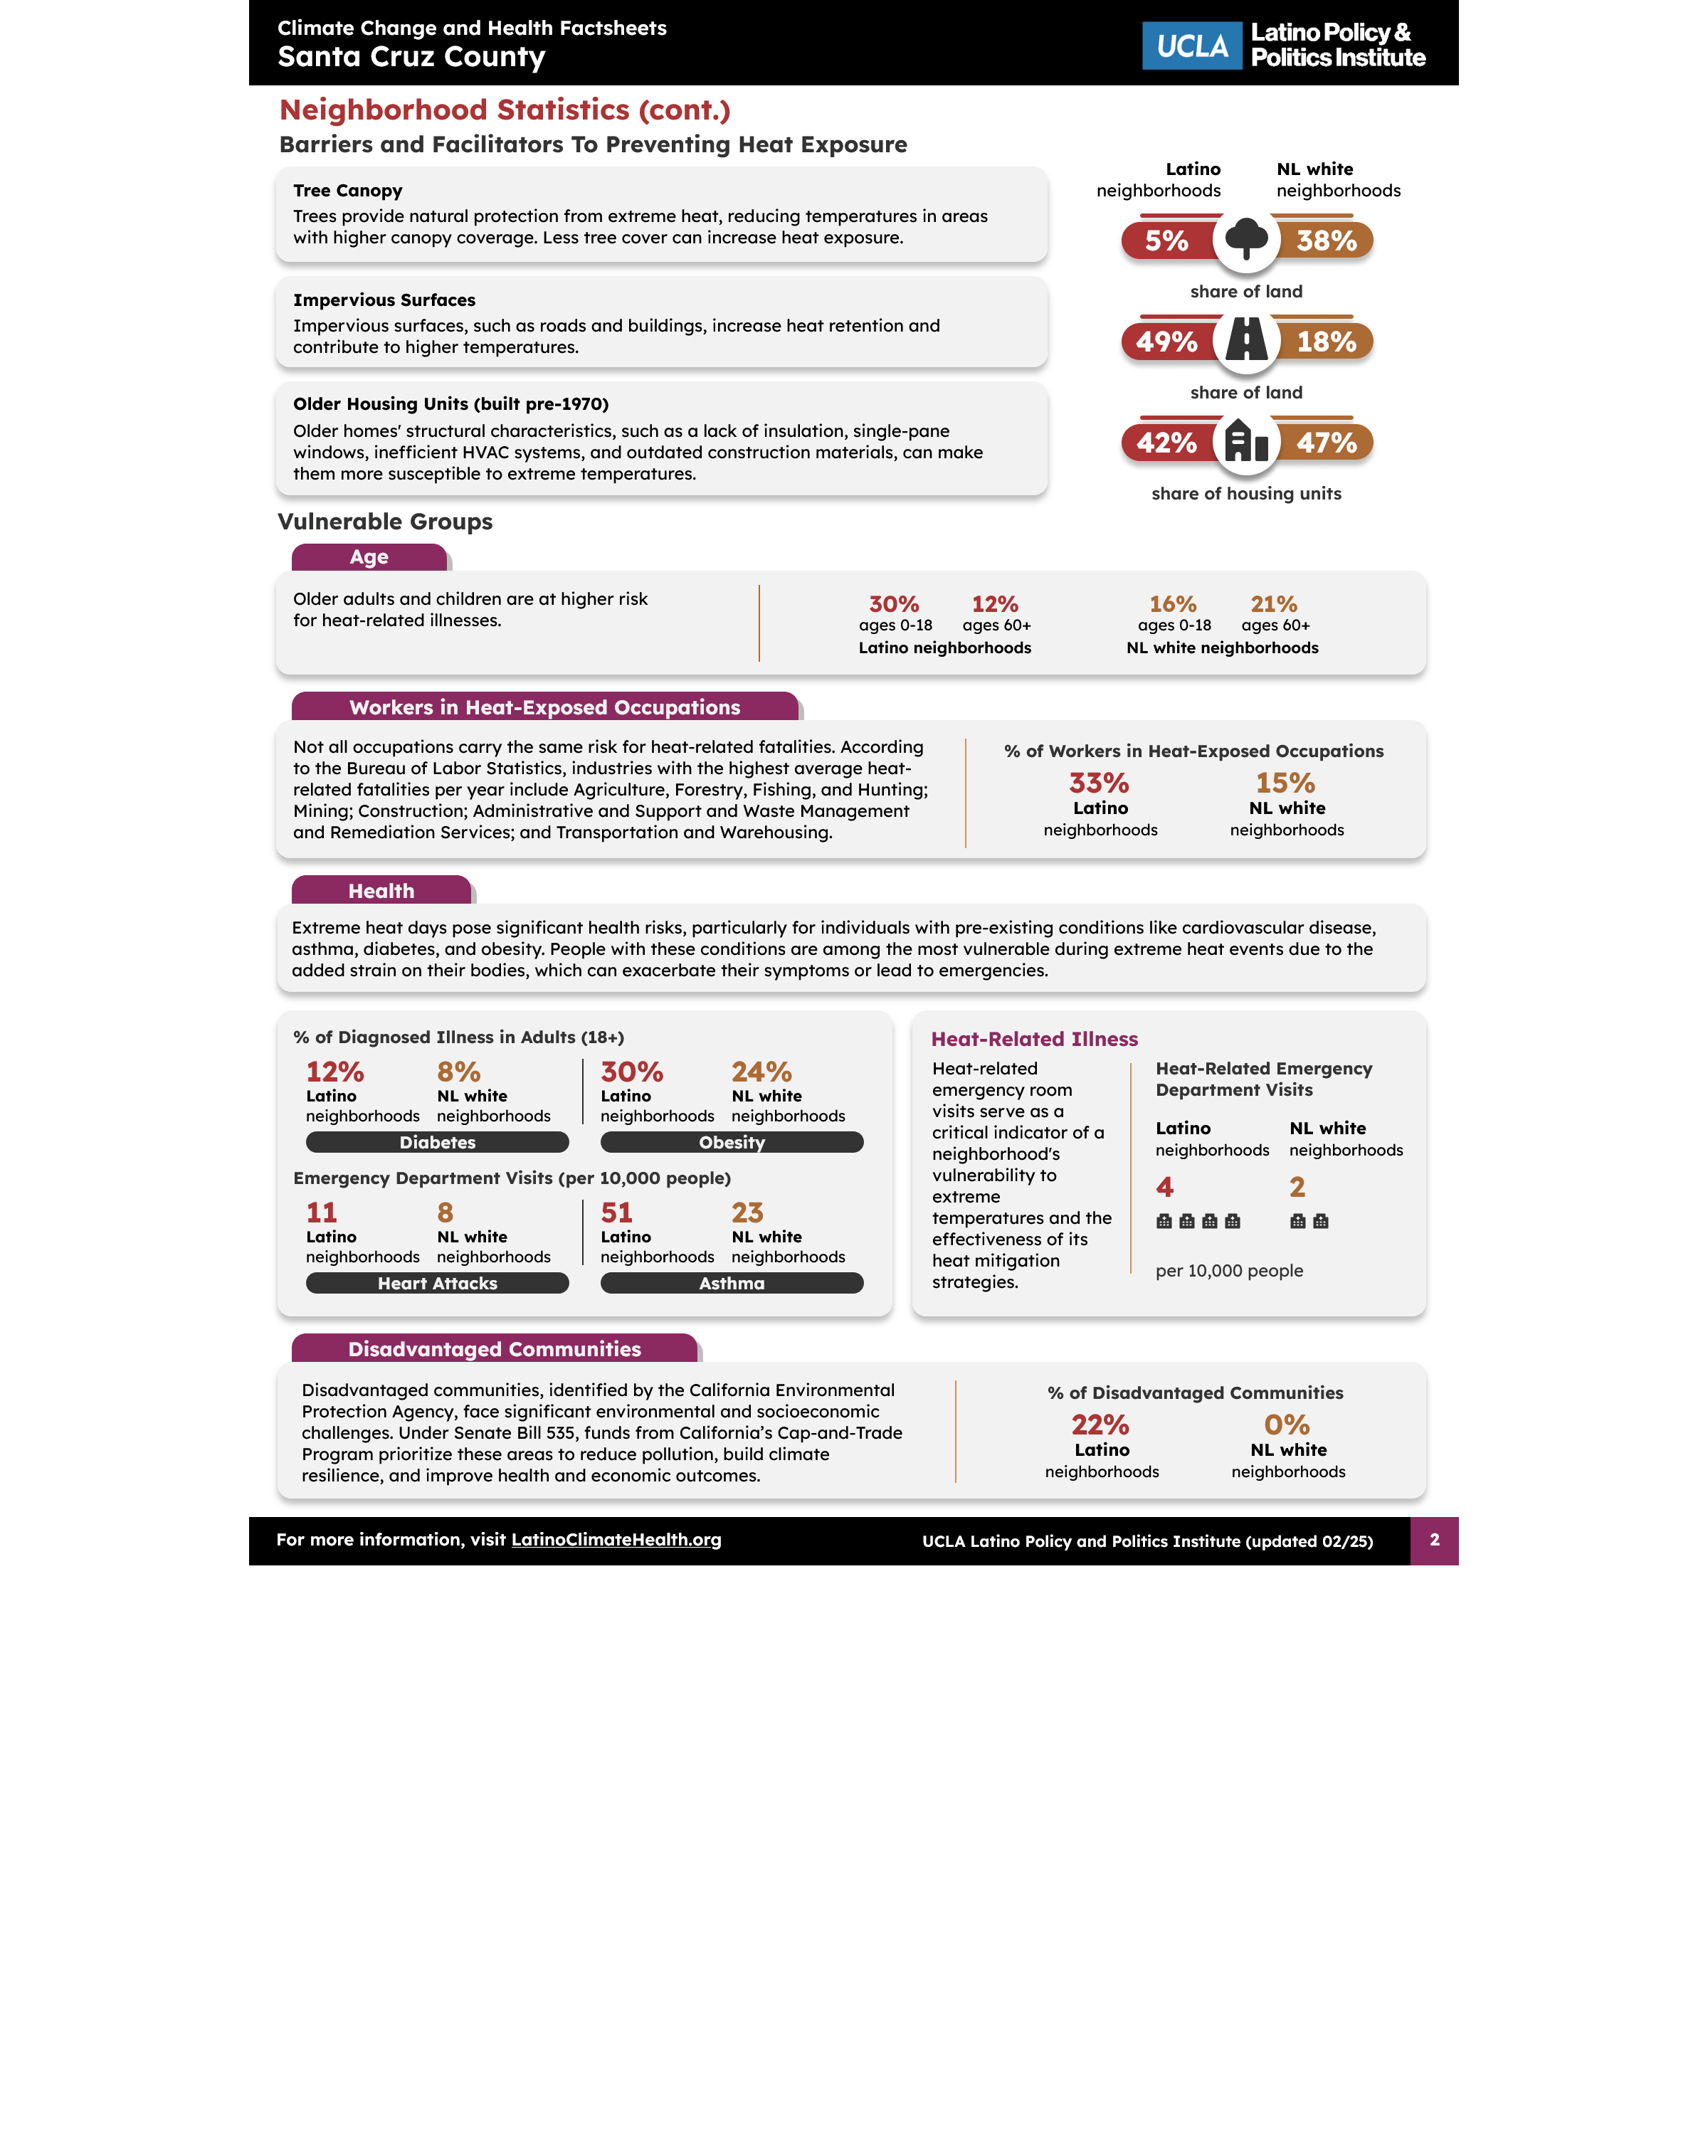 Climate Change and Health Factsheets
Santa Cruz County
UCLA
Latino Policy &
Politics Institute
Neighborhood Statistics (cont.)
Barriers and Facilitators To Preventing Heat Exposure
Tree Canopy
Trees provide natural protection from extreme heat, reducing temperatures in areas
with higher canopy coverage. Less tree cover can increase heat exposure.
Latino NL white
neighborhoods neighborhoods
5% 38%
share of land
Impervious Surfaces
Impervious surfaces, such as roads and buildings, increase heat retention and
contribute to higher temperatures.
49% 18%
share of land
Older Housing Units (built pre-1970)
Older homes' structural characteristics, such as a lack of insulation, single-pane
windows, inefficient HVAC systems, and outdated construction materials, can make
them more susceptible to extreme temperatures.
42% 47%
share of housing units
Vulnerable Groups
Age
Older adults and children are at higher risk
for heat-related illnesses.
30% 12% 16% 21%
ages 0-18 ages 60+ ages 0-18 ages 60+
Latino neighborhoods NL white neighborhoods
Workers in Heat-Exposed Occupations
Not all occupations carry the same risk for heat-related fatalities. According
to the Bureau of Labor Statistics, industries with the highest average heat-
related fatalities per year include Agriculture, Forestry, Fishing, and Hunting;
Mining; Construction; Administrative and Support and Waste Management
and Remediation Services; and Transportation and Warehousing.
% of Workers in Heat-Exposed Occupations
33% 15%
Latino NL white
neighborhoods neighborhoods
Health
Extreme heat days pose significant health risks, particularly for individuals with pre-existing conditions like cardiovascular disease,
asthma, diabetes, and obesity. People with these conditions are among the most vulnerable during extreme heat events due to the
added strain on their bodies, which can exacerbate their symptoms or lead to emergencies.
% of Diagnosed Illness in Adults (18+)
12% 8% 30% 24%
Latino NL white Latino NL white
neighborhoods neighborhoods neighborhoods neighborhoods
Diabetes Obesity
Emergency Department Visits (per 10,000 people)
11 8 51 23
Latino NL white Latino NL white
neighborhoods neighborhoods neighborhoods neighborhoods
Heart Attacks Asthma
Heat-Related Illness
Heat-related
emergency room
visits serve as a
critical indicator of a
neighborhood's
vulnerability to
extreme
temperatures and the
effectiveness of its
heat mitigation
strategies.
Heat-Related Emergency
Department Visits
Latino NL white
neighborhoods neighborhoods
4 2
per 10,000 people
Disadvantaged Communities
Disadvantaged communities, identified by the California Environmental
Protection Agency, face significant environmental and socioeconomic
challenges. Under Senate Bill 535, funds from California’s Cap-and-Trade
Program prioritize these areas to reduce pollution, build climate
resilience, and improve health and economic outcomes.
% of Disadvantaged Communities
22% 0%
Latino NL white
neighborhoods neighborhoods
For more information, visit LatinoClimateHealth.org
UCLA Latino Policy and Politics Institute (updated 02/25)
2